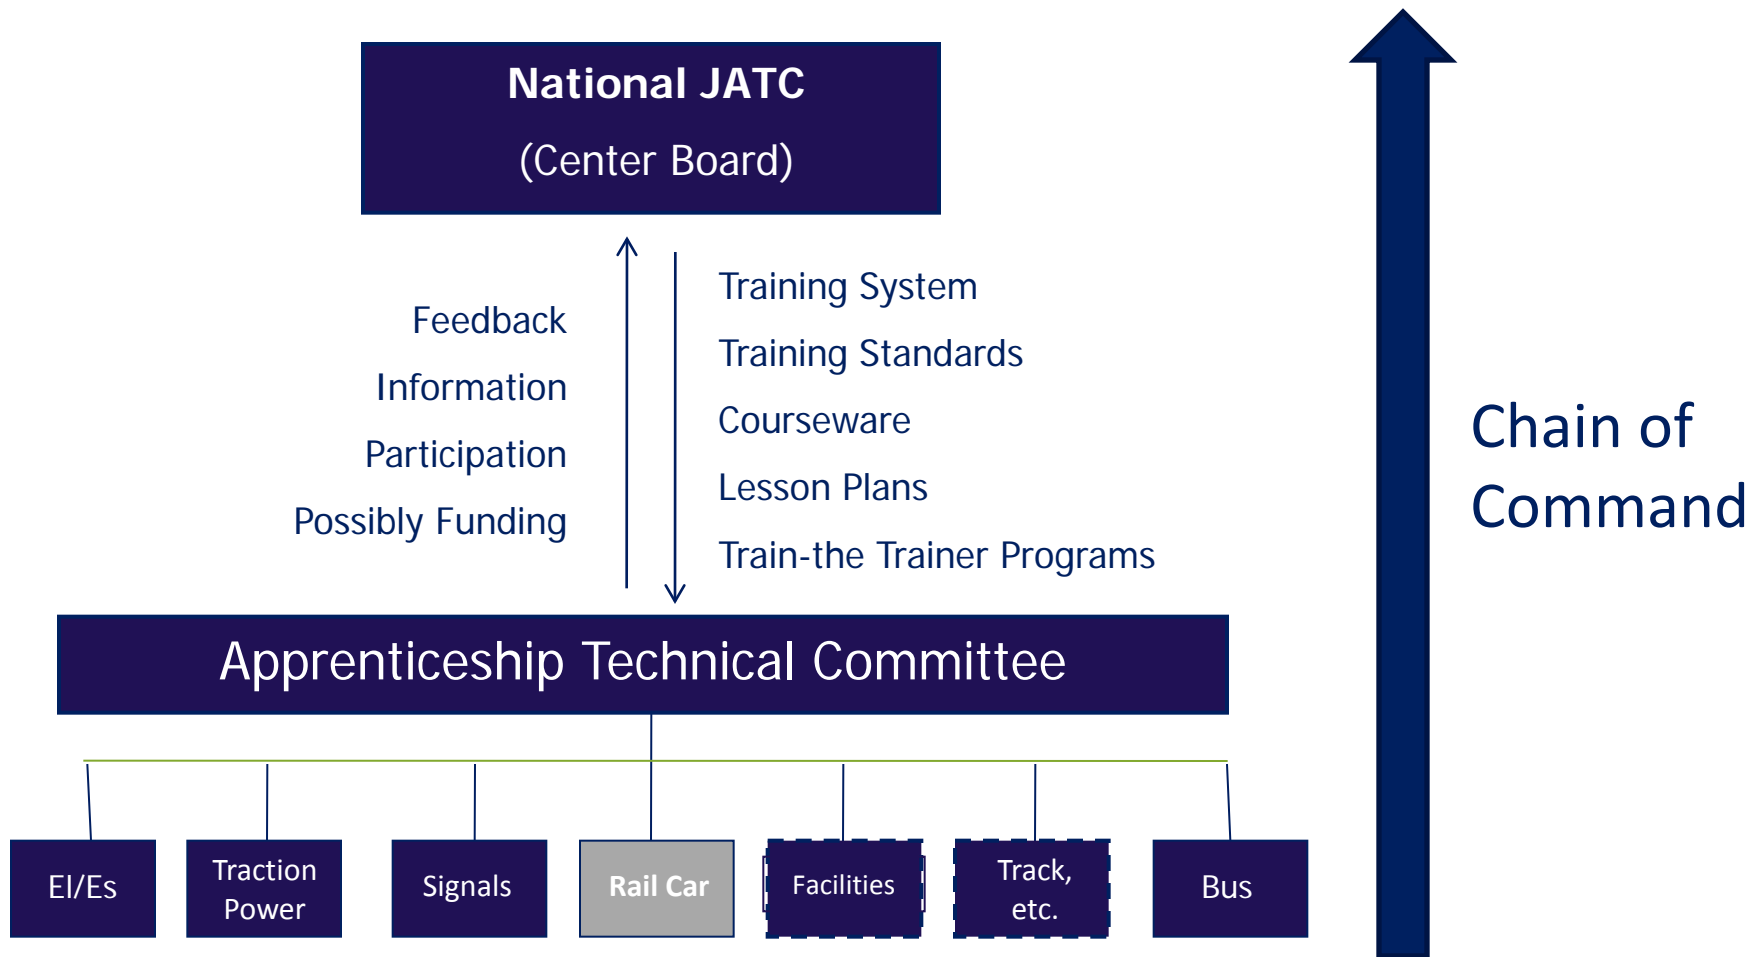 National JATC
(Center Board)
Feedback
Information
Participation
Possibly Funding
Training System
Training Standards
Courseware
Lesson Plans
Train-the Trainer Programs
Chain of
Command
Apprenticeship Technical Committee
El/Es
Traction
Power
Signals
Rail Car
Facilities
Track,
etc.
Bus